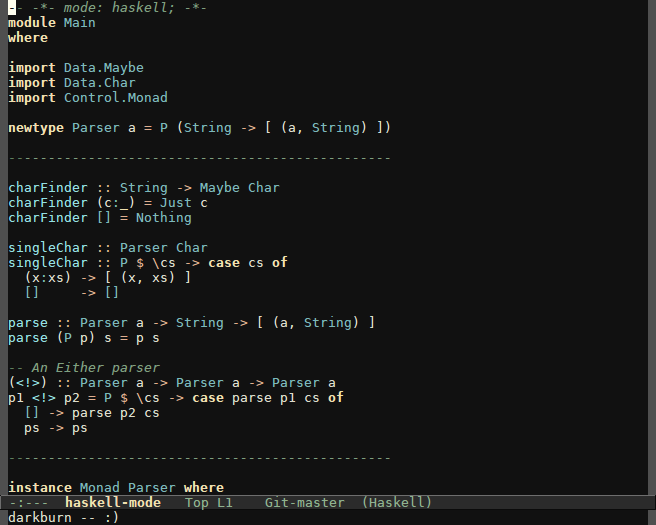 -- -*- mode: haskell; -*-
module Main
where
import Data.Maybe
import Data.Char
import Control.Monad
newtype Parser a = P (String -> [ (a, String) ])
------------------------------------------------
charFinder :: String -> Maybe Char
charFinder (c:_) = Just c
charFinder [] = Nothing
singleChar :: Parser Char
singleChar :: P $ \cs -> case cs of
  (x:xs) -> [ (x, xs) ]
  []     -> []
parse :: Parser a -> String -> [ (a, String) ]
parse (P p) s = p s
-- An Either parser
(<!>) :: Parser a -> Parser a -> Parser a
p1 <!> p2 = P $ \cs -> case parse p1 cs of
  [] -> parse p2 cs
  ps -> ps
------------------------------------------------
instance Monad Parser where
-:---  haskell-mode   Top L1    Git-master  (Haskell)
darkburn -- :)